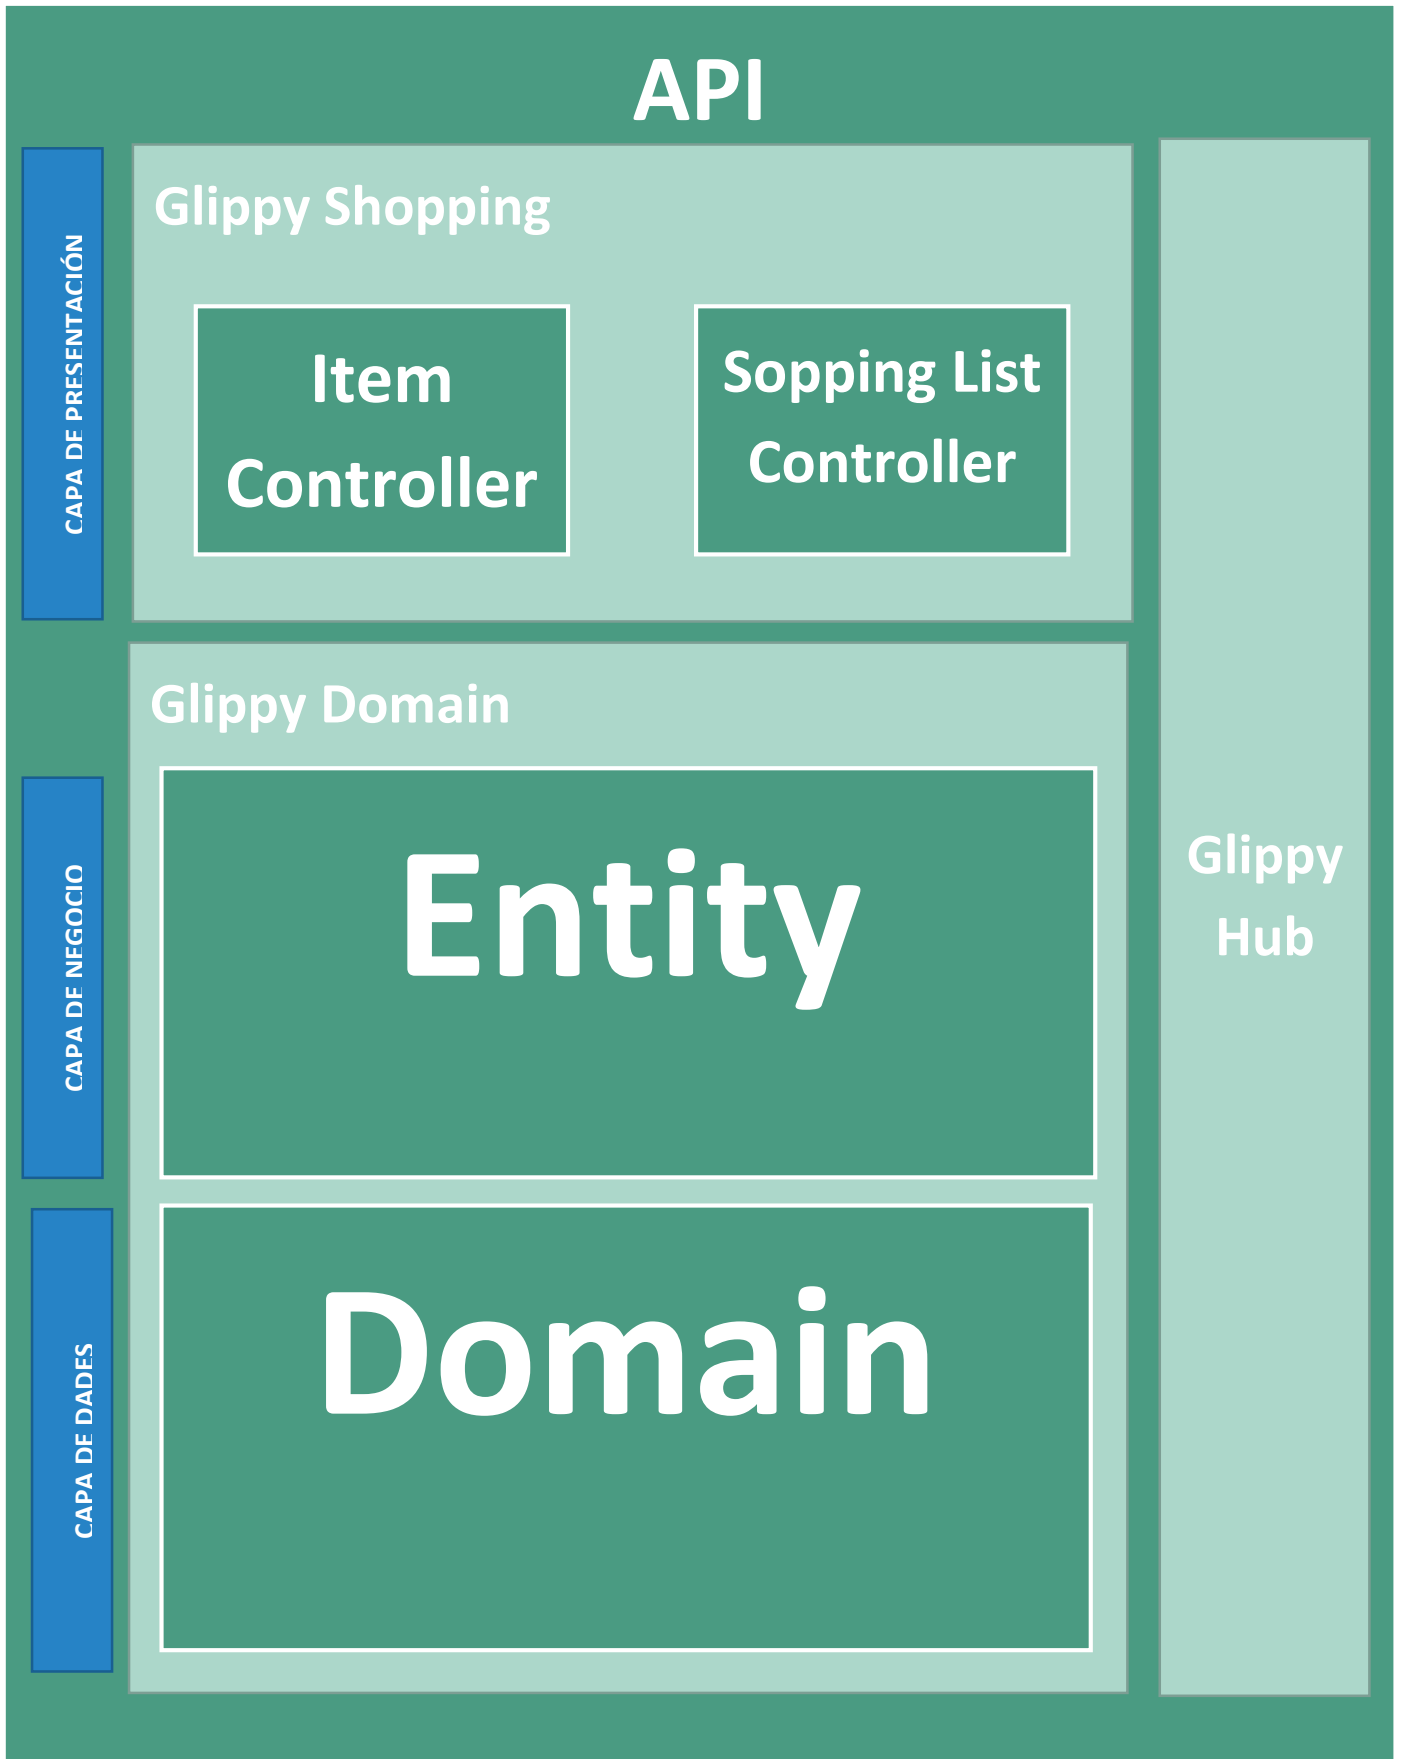 API
CAPA DE PRESENTACIÓN
Glippy Shopping
Item
Controller
Sopping List
Controller
Glippy Domain
CAPA DE NEGOCIO
Entity
CAPA DE DADES
Domain
Glippy
Hub